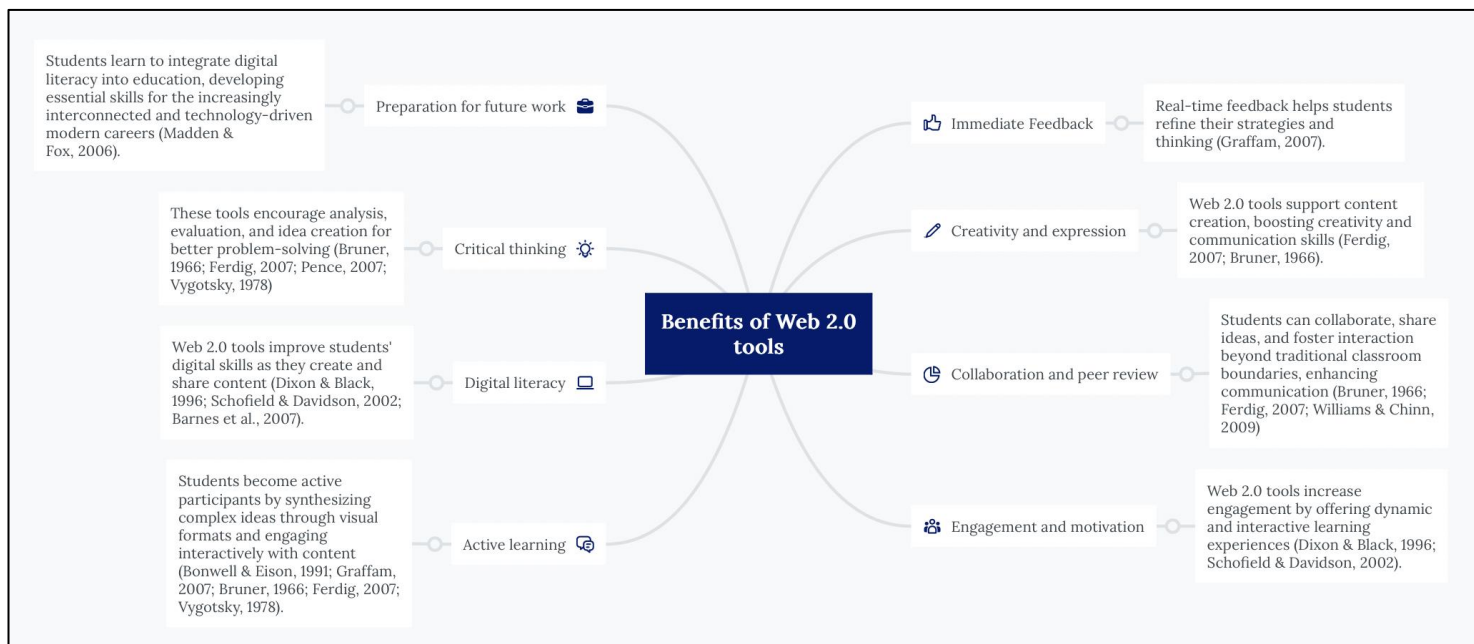 Benefits of Web 2.0
tools
Preparation for future work
Students learn to integrate digital
literacy into education, developing
essential skills for the increasingly
interconnected and technology-driven
modern careers (Madden &
Fox, 2006).
Critical thinking
These tools encourage analysis,
evaluation, and idea creation for
better problem-solving (Bruner,
1966; Ferdig, 2007; Pence, 2007;
Vygotsky, 1978)
Digital literacy
Web 2.0 tools improve students'
digital skills as they create and
share content (Dixon & Black,
1996; Schofield & Davidson, 2002;
Barnes et al., 2007).
Active learning
Students become active
participants by synthesizing
complex ideas through visual
formats and engaging
interactively with content
(Bonwell & Eison, 1991; Graffam,
2007; Bruner, 1966; Ferdig, 2007;
Vygotsky, 1978).
Immediate Feedback
Real-time feedback helps students
refine their strategies and
thinking (Graffam, 2007).
Creativity and expression
Web 2.0 tools support content
creation, boosting creativity and
communication skills (Ferdig,
2007; Bruner, 1966).
Collaboration and peer review
Students can collaborate, share
ideas, and foster interaction
beyond traditional classroom
boundaries, enhancing
communication (Bruner, 1966;
Ferdig, 2007; Williams & Chinn,
2009)
Engagement and motivation
Web 2.0 tools increase
engagement by offering dynamic
and interactive learning
experiences (Dixon & Black, 1996;
Schofield & Davidson, 2002).